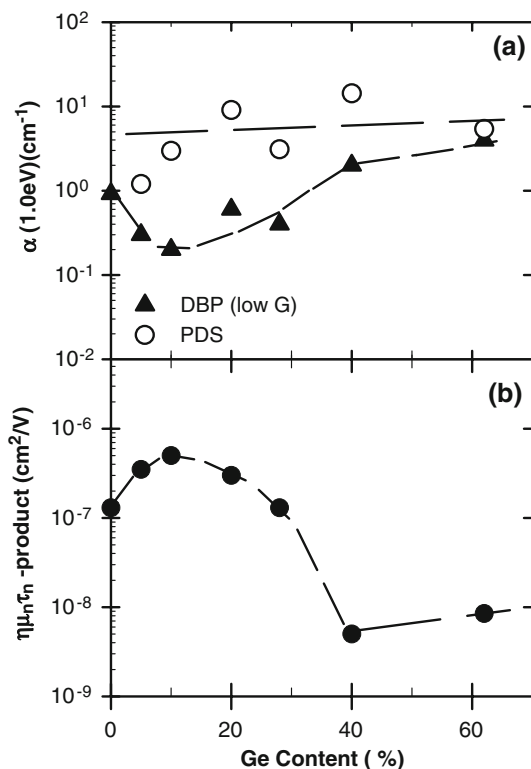 (a)
10²
10¹
10⁰
10⁻¹
10⁻²
α (1.0eV)(cm⁻¹)
DBP (low G)
PDS
(b)
10⁻⁶
10⁻⁷
10⁻⁸
10⁻⁹
ημₙτₙ -product (cm²/V)
0 20 40 60
Ge Content ( %)